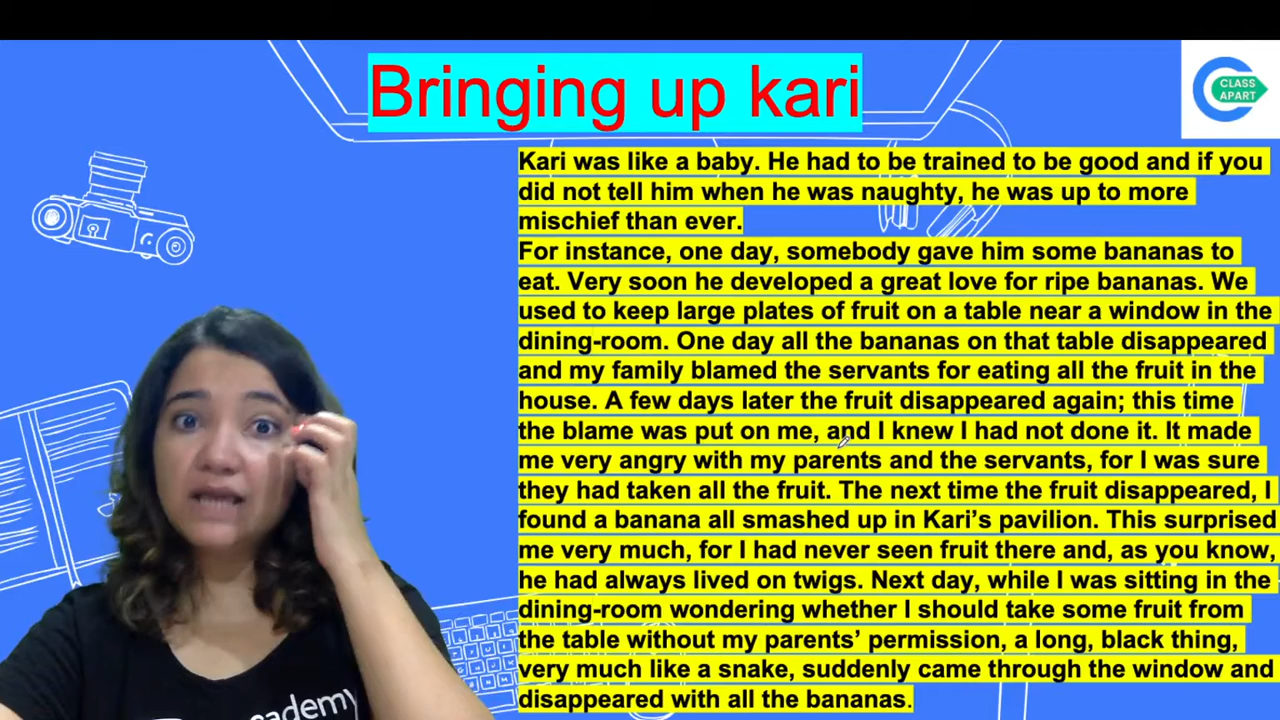 Bringing up kari
CLASS
APART
Kari was like a baby. He had to be trained to be good and if you
did not tell him when he was naughty, he was up to more
mischief than ever.
For instance, one day, somebody gave him some bananas to
eat. Very soon he developed a great love for ripe bananas. We
used to keep large plates of fruit on a table near a window in the
dining-room. One day all the bananas on that table disappeared
and my family blamed the servants for eating all the fruit in the
house. A few days later the fruit disappeared again; this time
the blame was put on me, and I knew I had not done it. It made
me very angry with my parents and the servants, for I was sure
they had taken all the fruit. The next time the fruit disappeared, I
found a banana all smashed up in Kari’s pavilion. This surprised
me very much, for I had never seen fruit there and, as you know,
he had always lived on twigs. Next day, while I was sitting in the
dining-room wondering whether I should take some fruit from
the table without my parents’ permission, a long, black thing,
very much like a snake, suddenly came through the window and
disappeared with all the bananas.